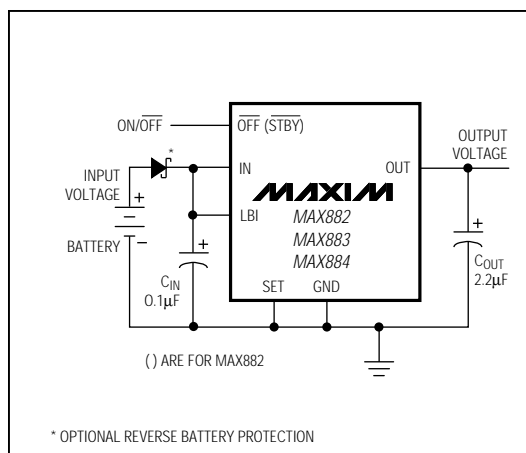 ON/OFF
OFF (STBY)
*
OUTPUT
VOLTAGE
INPUT
VOLTAGE
IN
OUT
MAXIM
+
LBI
MAX882
MAX883
MAX884
+
+
BATTERY
−
CIN
0.1µF
COUT
2.2µF
SET
GND
( ) ARE FOR MAX882
* OPTIONAL REVERSE BATTERY PROTECTION